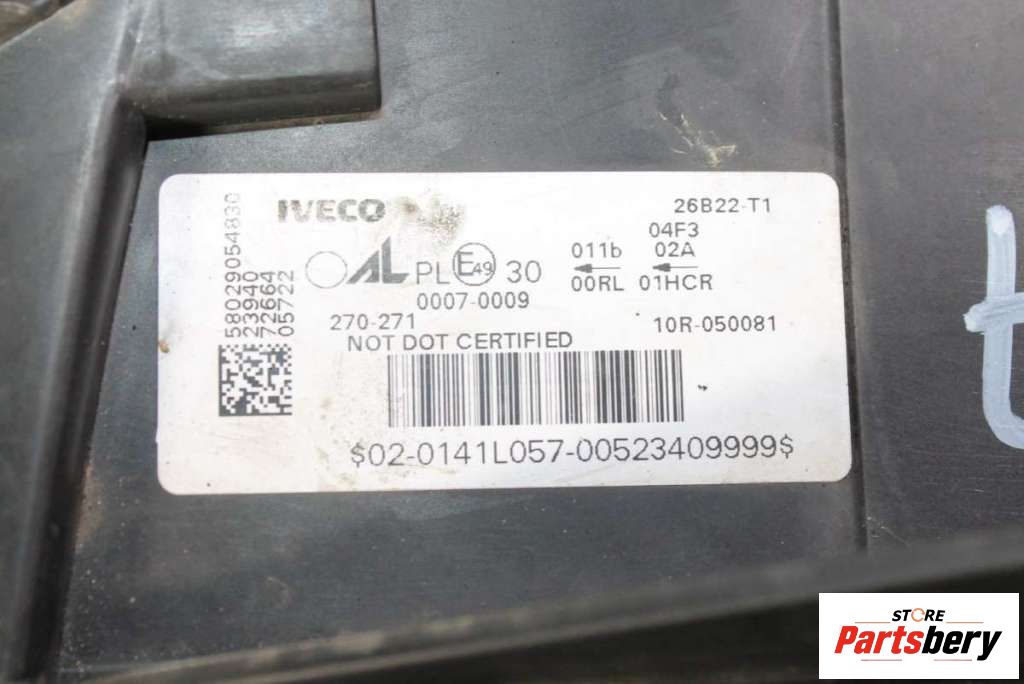 IVECO
26B22-T1
04F3
011b 02A
AL PL E49 30
00RL 01HCR
0007-0009
270-271
10R-050081
NOT DOT CERTIFIED
$02-0141L057-00523409999$
58029054830
23940
72664
05722
STORE
Partsbery